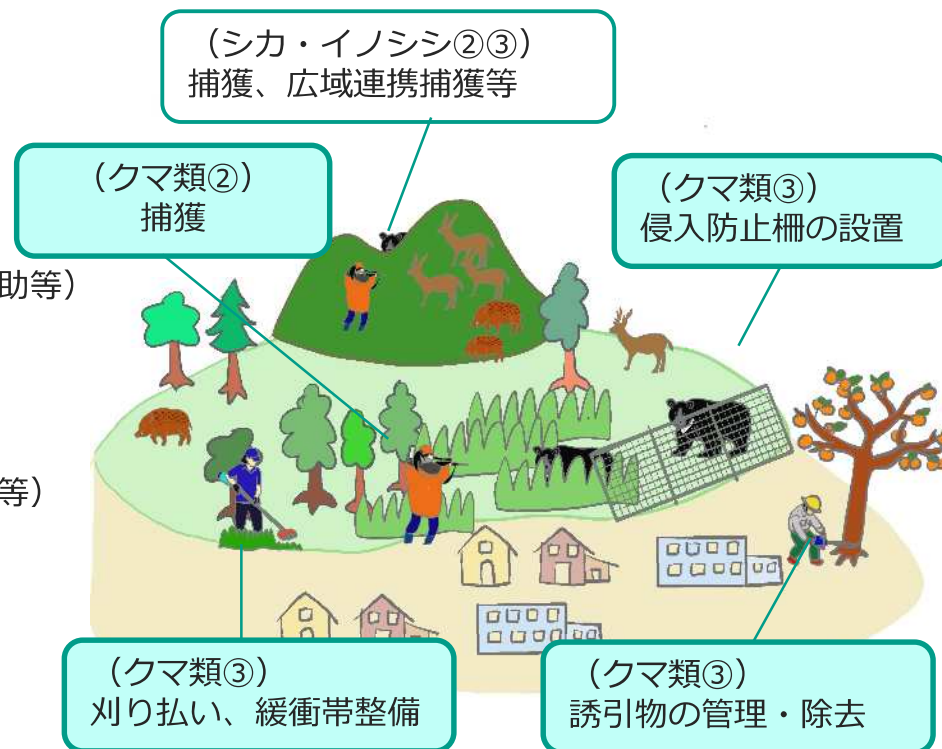 （シカ・イノシシ②③）
捕獲、広域連携捕獲等
（クマ類②）
捕獲
（クマ類③）
侵入防止柵の設置
助等）
等）
（クマ類③）
刈り払い、緩衝帯整備
（クマ類③）
誘引物の管理・除去